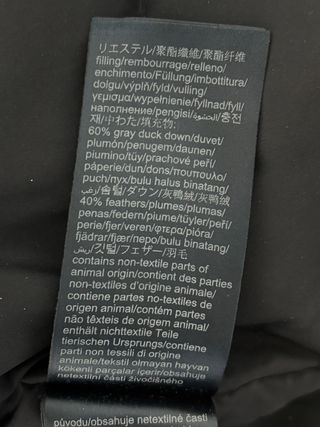 リエステル/聚酯纖維/聚酯纤维
filling/rembourrage/relleno/
enchimento/Füllung/imbottitura/
dolgu/výplň/fyld/vulling/
γεμισμα/wypełnienie/fyllnad/fyll/
наполнение/pengisi/الحشوة/충전
재/中わた/填充物:
60% gray duck down/duvet/
plumón/penugem/daunen/
piumino/tüy/prachové peří/
páperie/dun/dons/πουπουλο/
puch/пух/bulu halus binatang/
زغب/솜털/ダウン/灰鸭絨/灰鸭绒
40% feathers/plumes/plumas/
penas/federn/piume/tüyler/peří/
perie/fjer/veren/φτερα/pióra/
fjädrar/fjær/перо/bulu binatang/
ريش/깃털/フェザー/羽毛
contains non-textile parts of
animal origin/contient des parties
non-textiles d'origine animale/
contiene partes no-textiles de
origen animal/contém partes
não têxteis de origem animal/
enthält nichttextile Teile
tierischen Ursprungs/contiene
parti non tessili di origine
animale/tekstil olmayan hayvan
kökenli parçalar içerir/obsahuje
netextilní části živočišného
původu/obsahuje netextilné časti